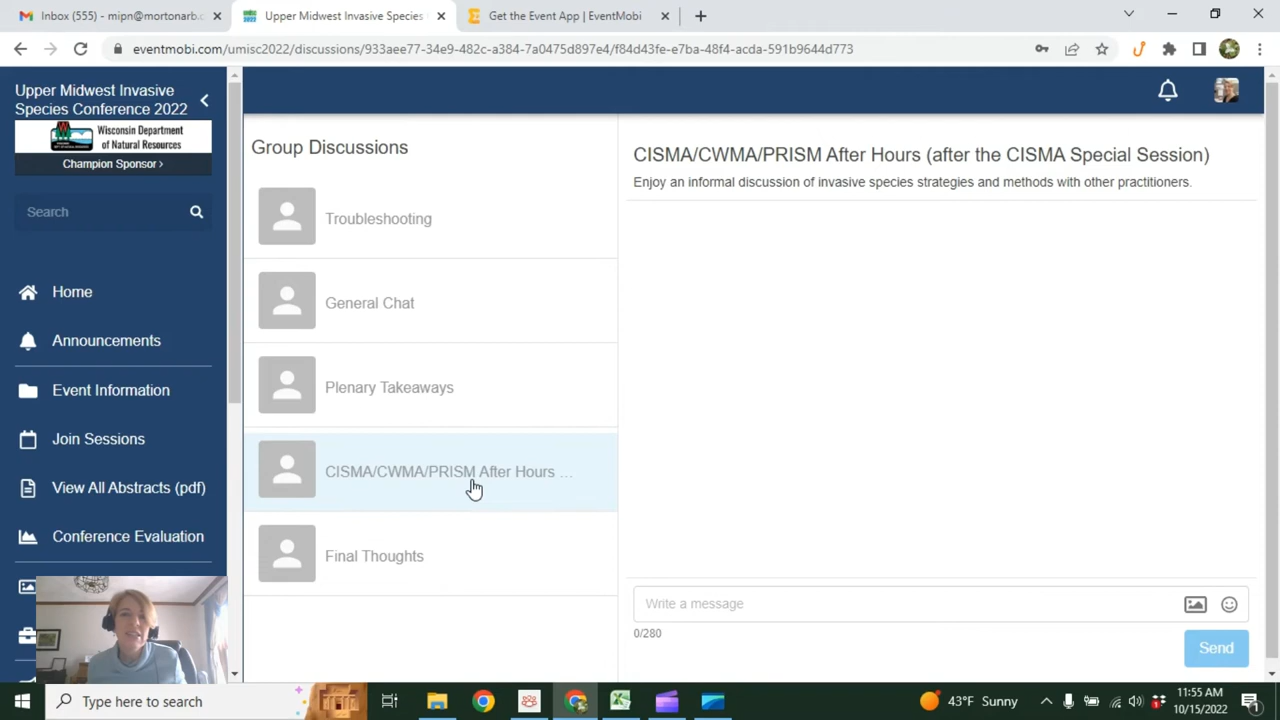 Inbox (555) - mipn@mortonarb.
Upper Midwest Invasive Species
Get the Event App | EventMobi
eventmobi.com/umisc2022/discussions/933aee77-34e9-482c-a384-7a0475d897e4/f84d43fe-e7ba-48f4-acda-591b9644d773
Upper Midwest Invasive
Species Conference 2022
Wisconsin Department
of Natural Resources
Champion Sponsor ›
Search
Home
Announcements
Event Information
Join Sessions
View All Abstracts (pdf)
Conference Evaluation
Group Discussions
Troubleshooting
General Chat
Plenary Takeaways
CISMA/CWMA/PRISM After Hours ...
Final Thoughts
CISMA/CWMA/PRISM After Hours (after the CISMA Special Session)
Enjoy an informal discussion of invasive species strategies and methods with other practitioners.
Write a message
0/280
Send
Type here to search
43°F Sunny
11:55 AM
10/15/2022
1